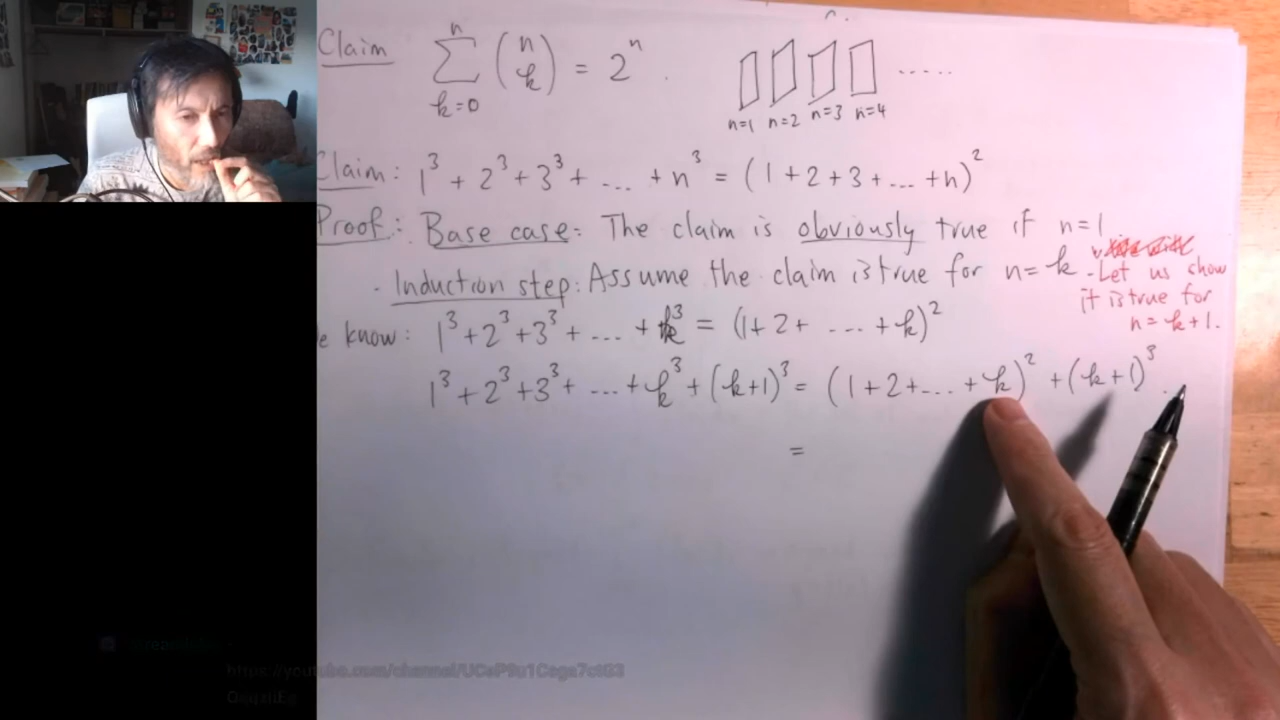 Claim
n
Σ (n k) = 2^n .
k=0
n=1 n=2 n=3 n=4 .....
Claim: 1³ + 2³ + 3³ + ... + n³ = (1 + 2 + 3 + ... + n)²
Proof: Base case: The claim is obviously true if n=1
Induction step: Assume the claim is true for n = k - Let us show
it is true for
n = k+1.
e know: 1³ + 2³ + 3³ + ... + k³ = (1 + 2 + ... + k)²
1³ + 2³ + 3³ + ... + k³ + (k+1)³ = (1 + 2 + ... + k)² + (k+1)³
=